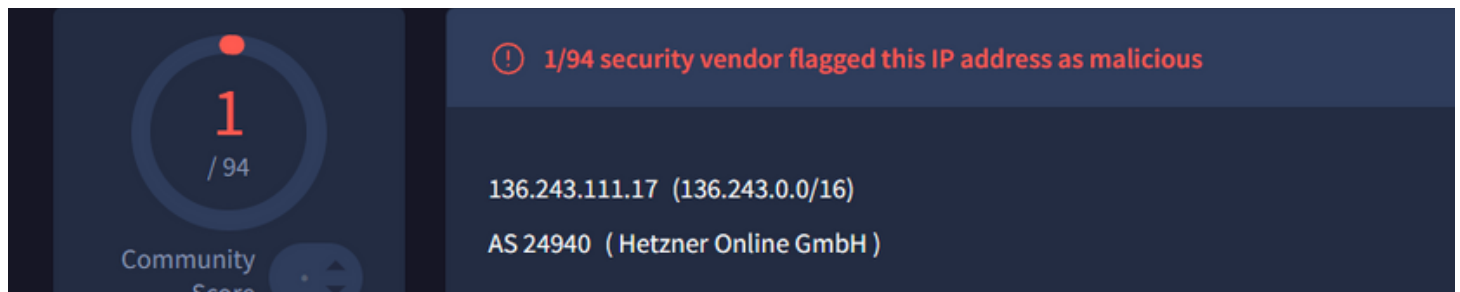 1/94 security vendor flagged this IP address as malicious
1
/ 94
136.243.111.17 (136.243.0.0/16)
AS 24940 ( Hetzner Online GmbH )
Community
Score